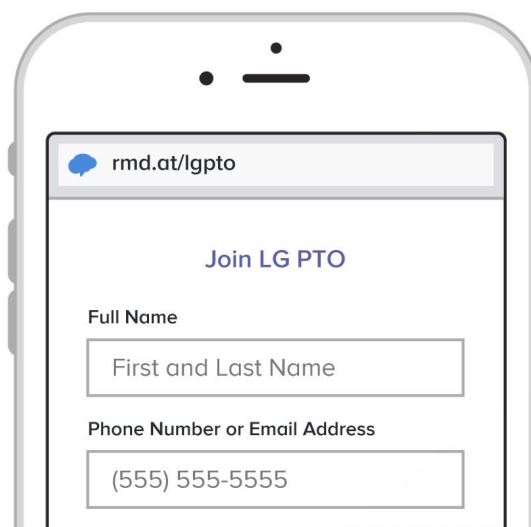 rmd.at/lgpto
Join LG PTO
Full Name
First and Last Name
Phone Number or Email Address
(555) 555-5555